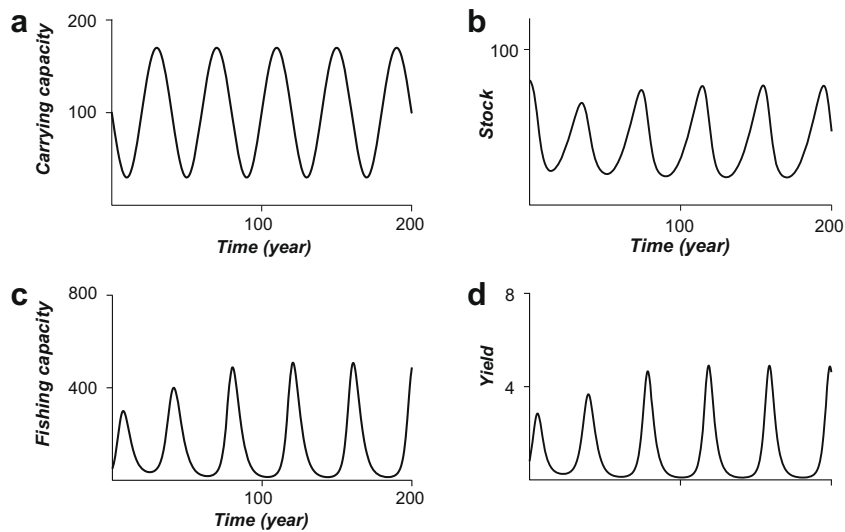 a
200
100
Carrying capacity
100
200
Time (year)
b
100
Stock
100
200
Time (year)
c
800
400
Fishing capacity
100
200
Time (year)
d
8
4
Yield